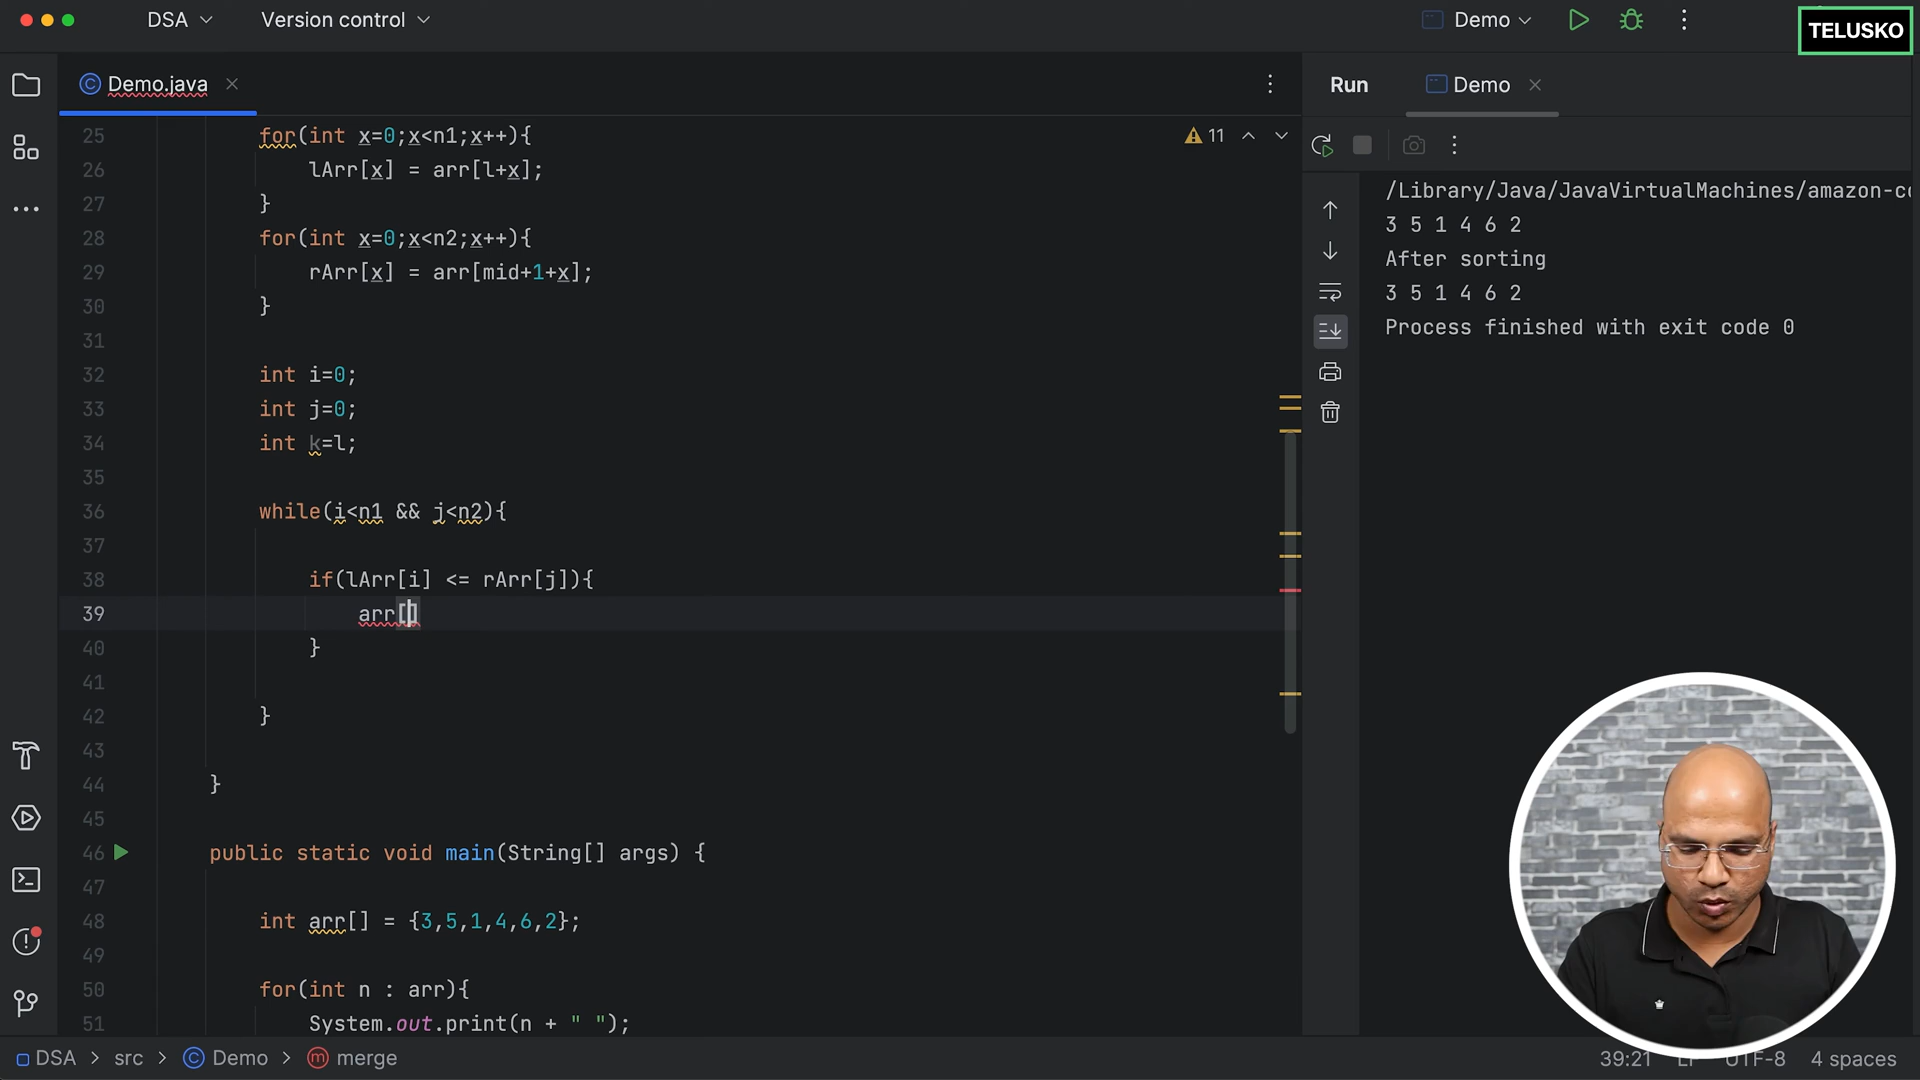 DSA
Version control
Demo
TELUSKO
Demo.java
25 for(int x=0;x<n1;x++){
26 lArr[x] = arr[l+x];
27 }
28 for(int x=0;x<n2;x++){
29 rArr[x] = arr[mid+1+x];
30 }
31
32 int i=0;
33 int j=0;
34 int k=l;
35
36 while(i<n1 && j<n2){
37
38 if(lArr[i] <= rArr[j]){
39 arr[]
40 }
41
42 }
43
44 }
45
46 public static void main(String[] args) {
47
48 int arr[] = {3,5,1,4,6,2};
49
50 for(int n : arr){
51 System.out.print(n + " ");
11
Run
Demo
/Library/Java/JavaVirtualMachines/amazon-co
3 5 1 4 6 2
After sorting
3 5 1 4 6 2
Process finished with exit code 0
DSA > src > Demo > merge
39:21 LF UTF-8 4 spaces